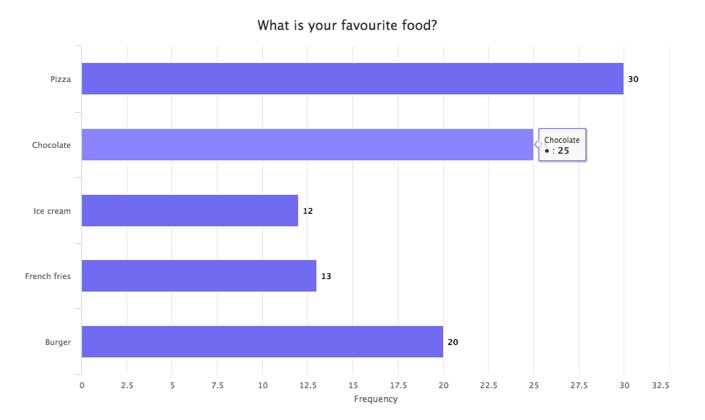 What is your favourite food?
Pizza
30
Chocolate
Chocolate
● : 25
Ice cream
12
French fries
13
Burger
20
0 2.5 5 7.5 10 12.5 15 17.5 20 22.5 25 27.5 30 32.5
Frequency